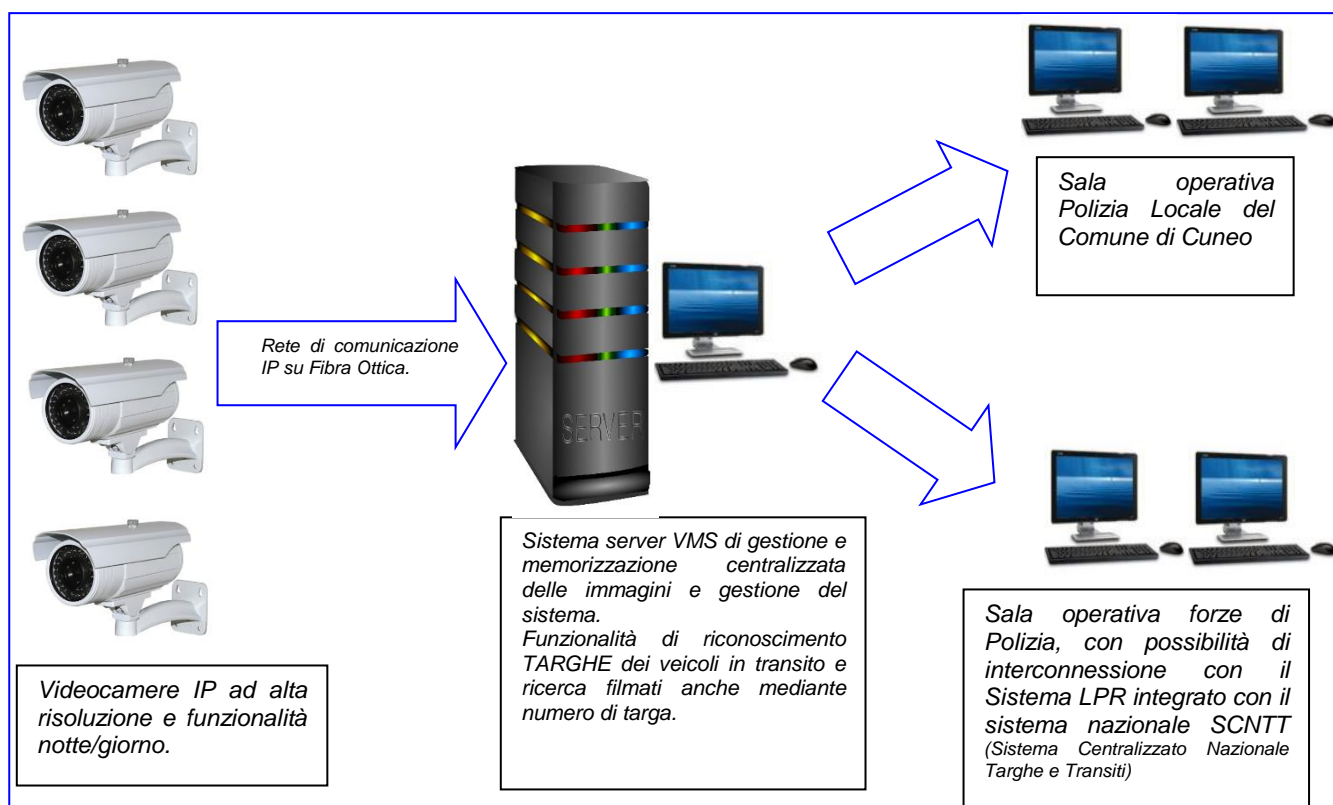 Sala operativa
Polizia Locale del
Comune di Cuneo
Rete di comunicazione
IP su Fibra Ottica.
SERVER
Sistema server VMS di gestione e
memorizzazione centralizzata
delle immagini e gestione del
sistema.
Funzionalità di riconoscimento
TARGHE dei veicoli in transito e
ricerca filmati anche mediante
numero di targa.
Sala operativa forze di
Polizia, con possibilità di
interconnessione con il
Sistema LPR integrato con il
sistema nazionale SCNTT
(Sistema Centralizzato Nazionale
Targhe e Transiti)
Videocamere IP ad alta
risoluzione e funzionalità
notte/giorno.